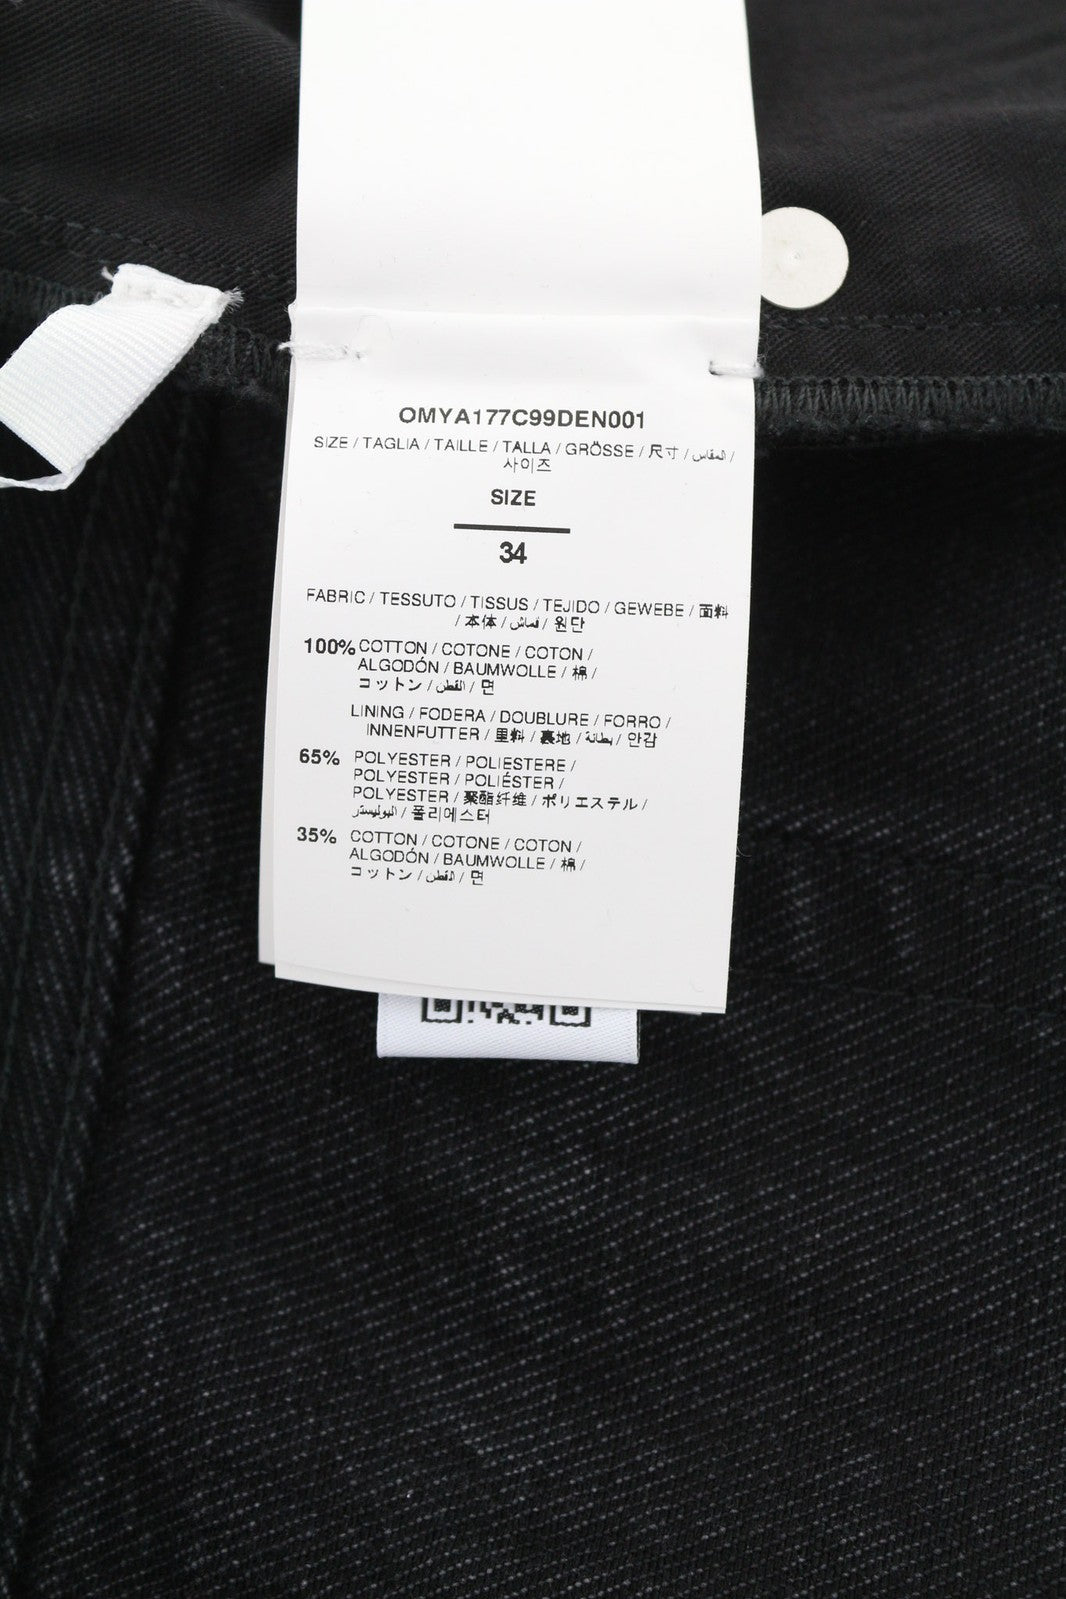 OMYA177C99DEN001
SIZE / TAGLIA / TAILLE / TALLA / GRÖSSE / 尺寸 / المقاس /
사이즈
SIZE
34
FABRIC / TESSUTO / TISSUS / TEJIDO / GEWEBE / 面料
/ 本体 / قماش / 원단
100% COTTON / COTONE / COTON /
ALGODÓN / BAUMWOLLE / 棉 /
コットン / القطن / 면
LINING / FODERA / DOUBLURE / FORRO /
INNENFUTTER / 里料 / 裏地 / بطانة / 안감
65% POLYESTER / POLIESTERE /
POLYESTER / POLIÉSTER /
POLYESTER / 聚酯纤维 / ポリエステル /
البوليستر / 폴리에스터
35% COTTON / COTONE / COTON /
ALGODÓN / BAUMWOLLE / 棉 /
コットン / القطن / 면